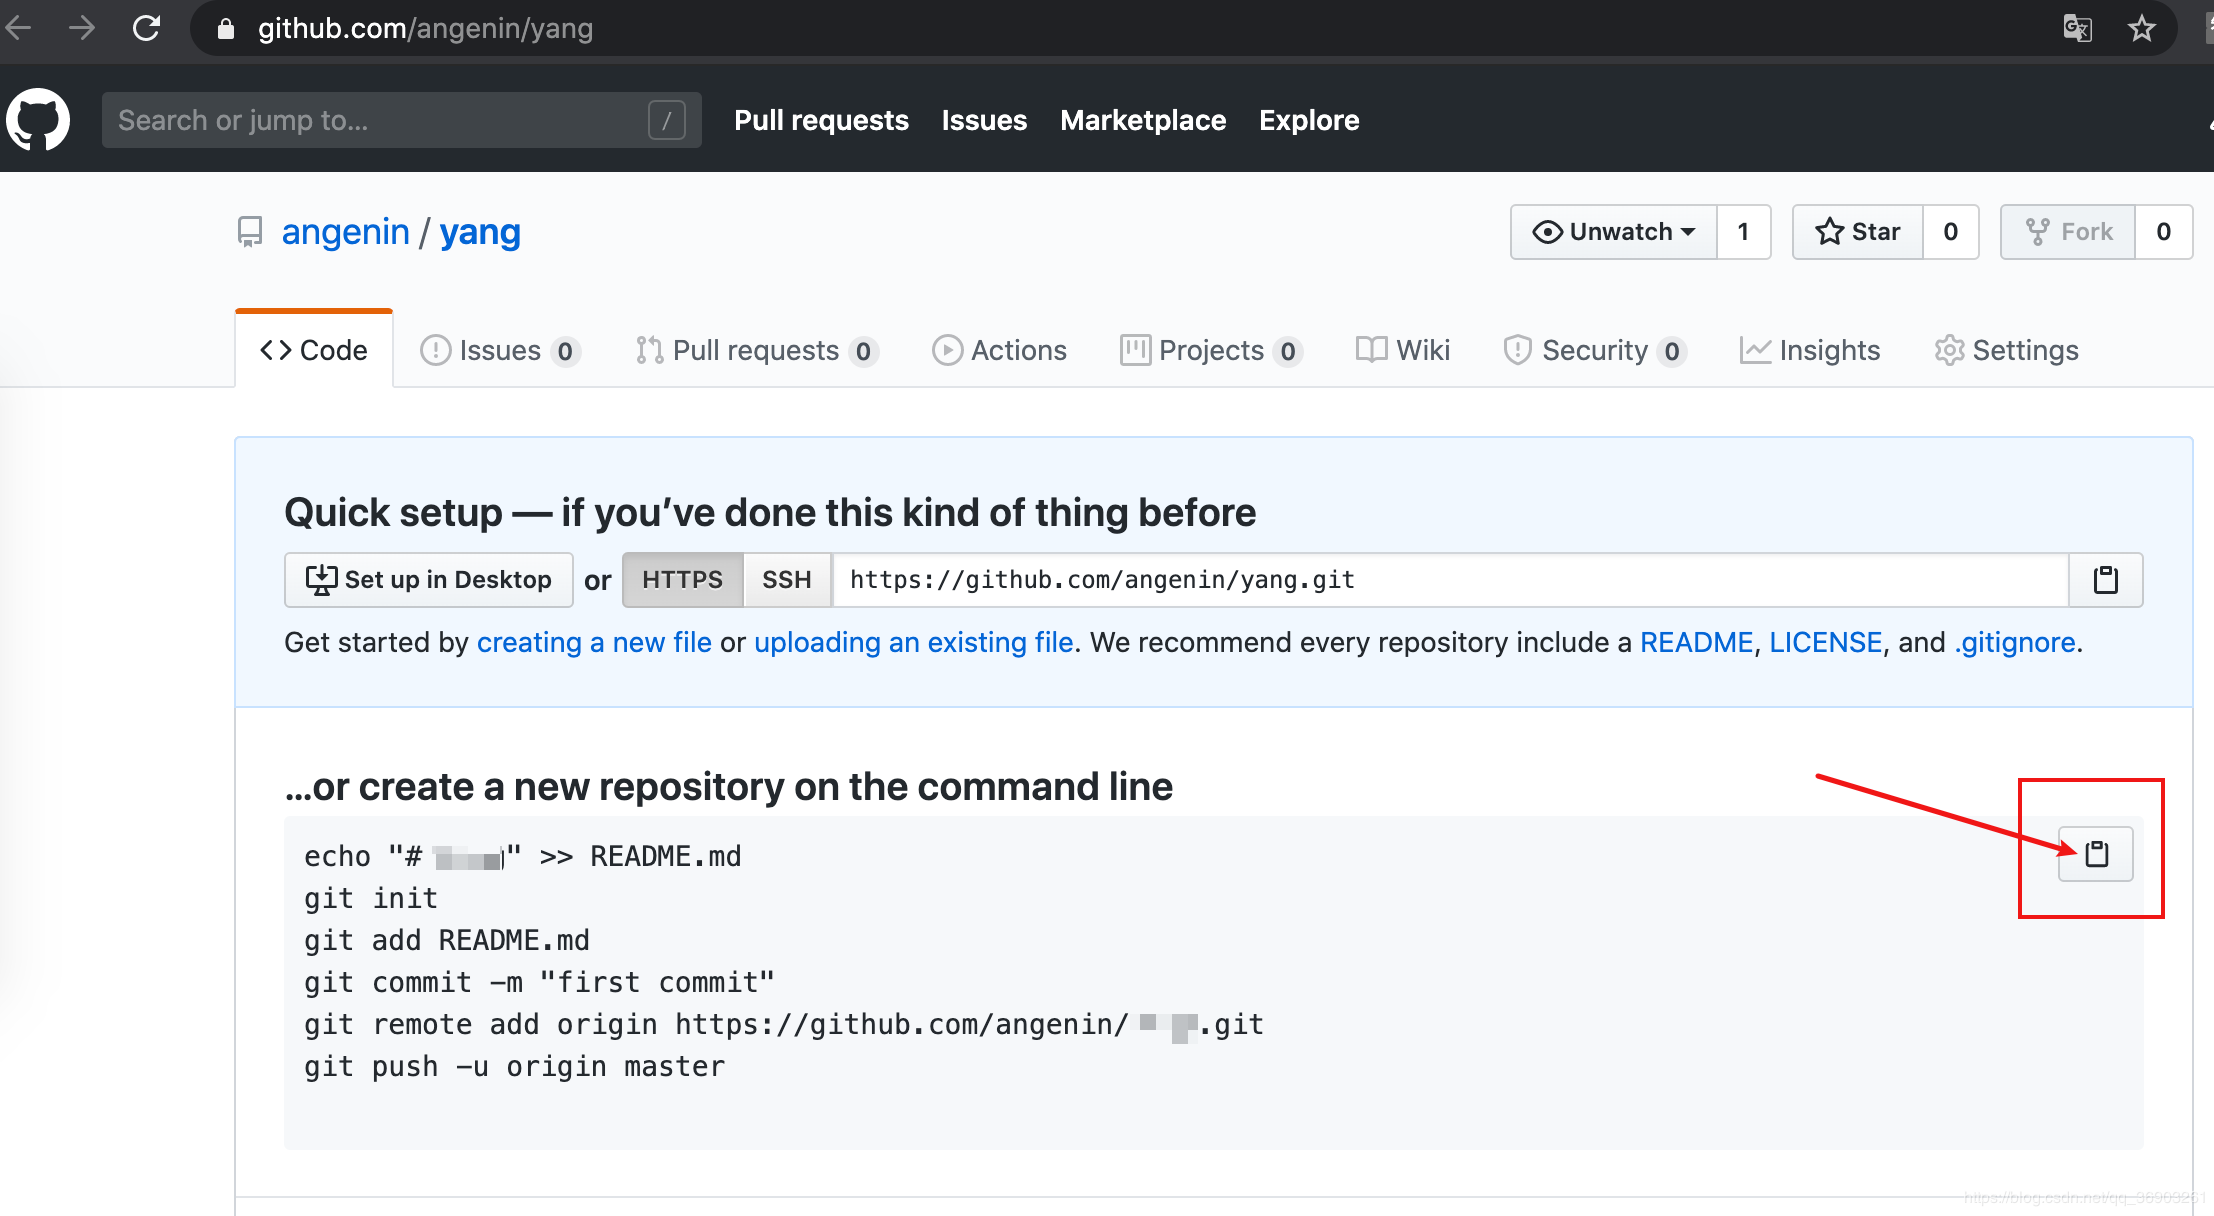 github.com/angenin/yang
Search or jump to... /
Pull requests Issues Marketplace Explore
angenin / yang
Unwatch 1 Star 0 Fork 0
Code Issues 0 Pull requests 0 Actions Projects 0 Wiki Security 0 Insights Settings
Quick setup — if you’ve done this kind of thing before
Set up in Desktop or HTTPS SSH https://github.com/angenin/yang.git
Get started by creating a new file or uploading an existing file. We recommend every repository include a README, LICENSE, and .gitignore.
…or create a new repository on the command line
echo "# " >> README.md
git init
git add README.md
git commit -m "first commit"
git remote add origin https://github.com/angenin/ .git
git push -u origin master
https://blog.csdn.net/qq_36903261